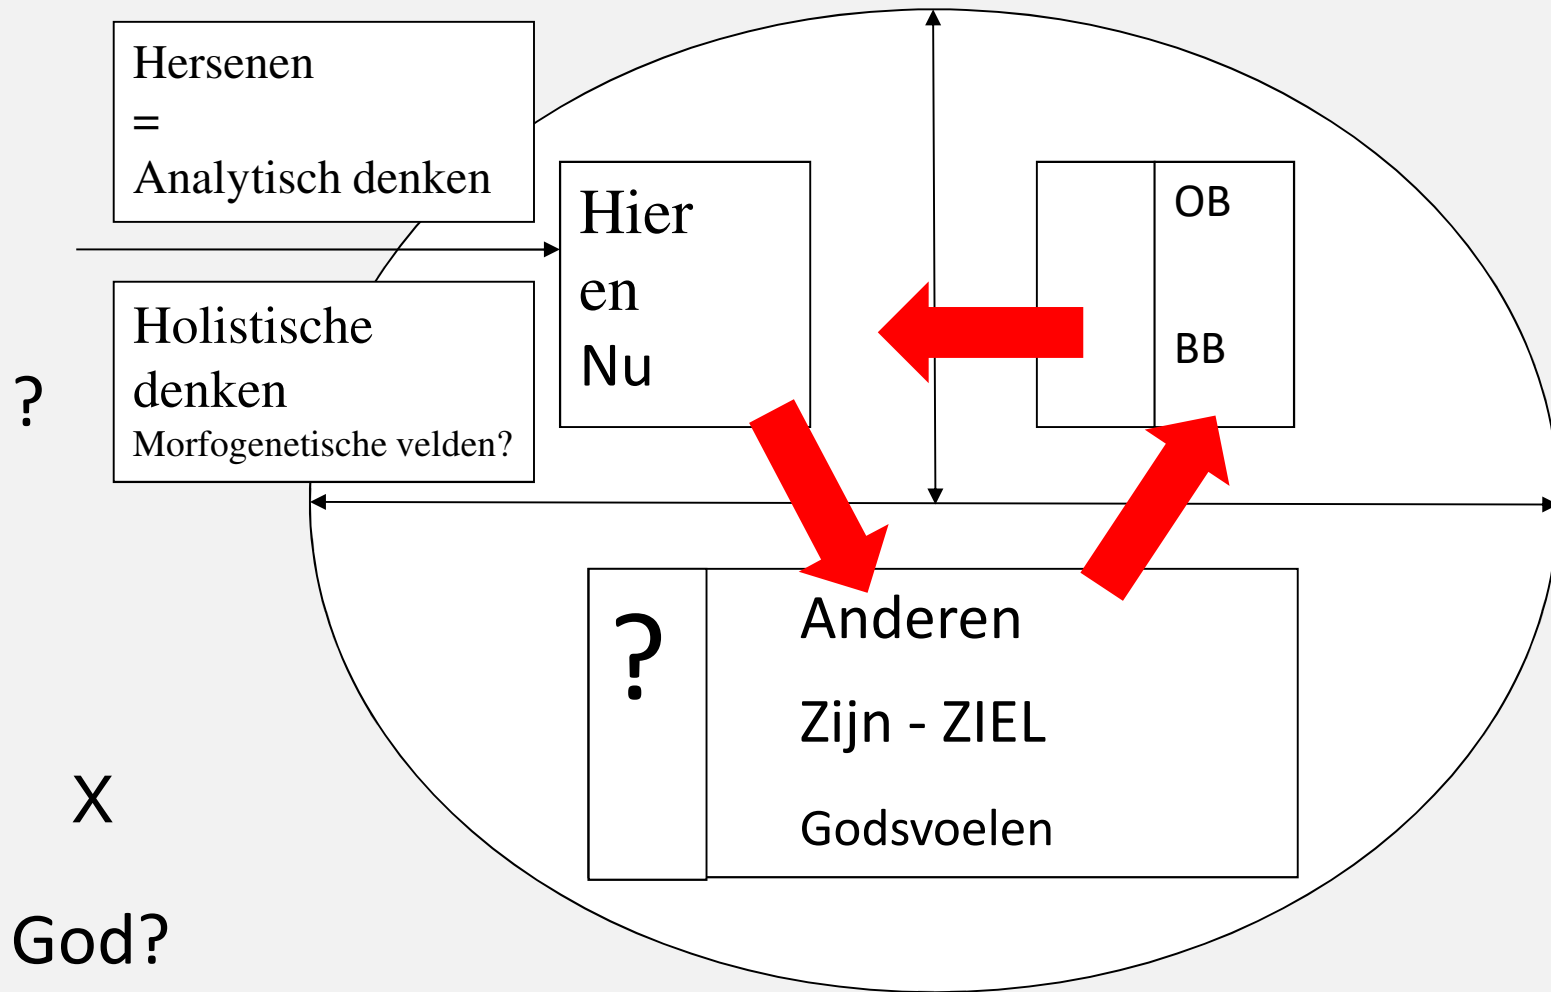 Hersenen
=
Analytisch denken
Holistische
denken
Morfogenetische velden?
Hier
en
Nu
OB
BB
?
?
Anderen
Zijn - ZIEL
Godsvoelen
X
God?